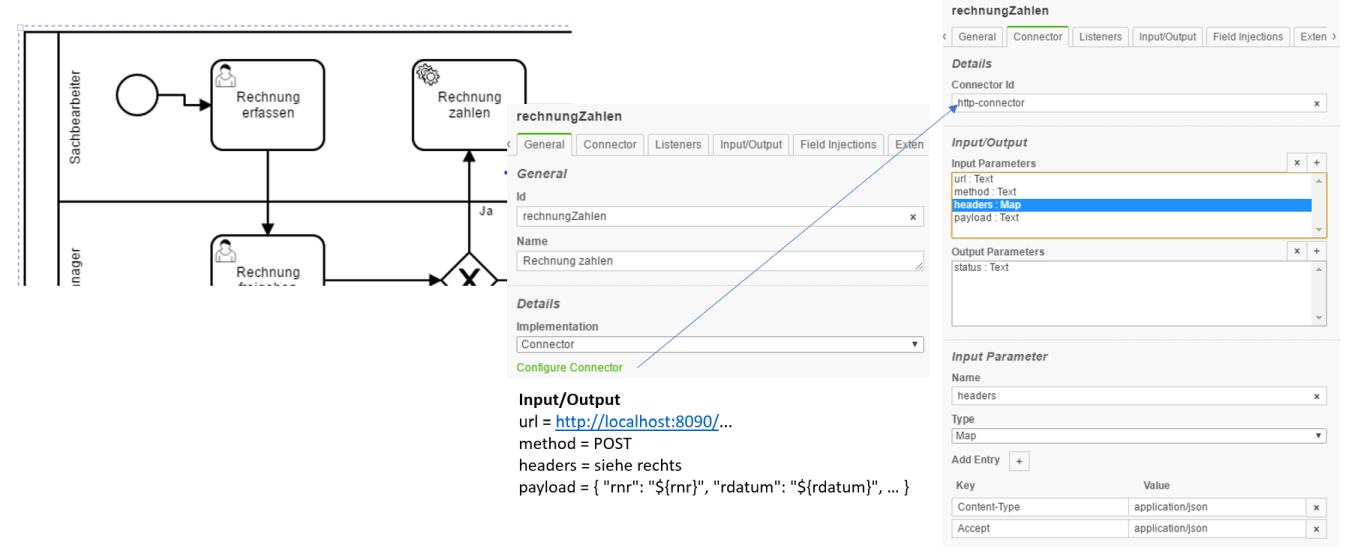 Sachbearbeiter
Rechnung
erfassen
Rechnung
zahlen
Ja
Rechnung
rechnungZahlen
General Connector Listeners Input/Output Field Injections Exten
General
Id
rechnungZahlen x
Name
Rechnung zahlen
Details
Implementation
Connector
Configure Connector
Input/Output
url = http://localhost:8090/...
method = POST
headers = siehe rechts
payload = { "rnr": "${rnr}", "rdatum": "${rdatum}", ... }
rechnungZahlen
General Connector Listeners Input/Output Field Injections Exten
Details
Connector Id
http-connector x
Input/Output
Input Parameters x +
url : Text
method : Text
headers : Map
payload : Text
Output Parameters x +
status : Text
Input Parameter
Name
headers x
Type
Map
Add Entry +
Key Value
Content-Type application/json x
Accept application/json x